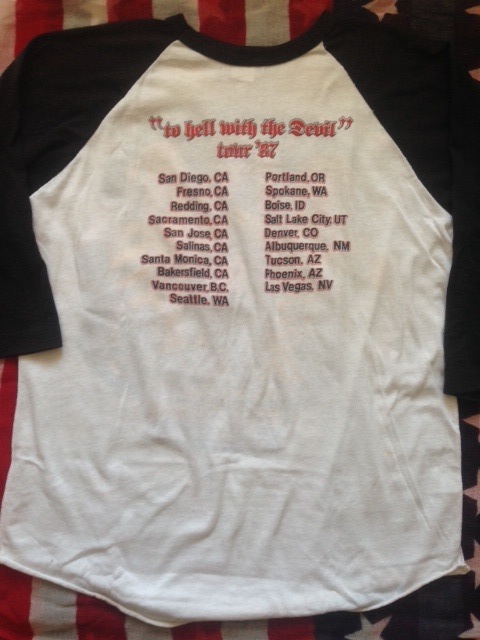 "to hell with the Devil"
tour '87
San Diego, CA
Fresno, CA
Redding, CA
Sacramento, CA
San Jose, CA
Salinas, CA
Santa Monica, CA
Bakersfield, CA
Vancouver, B.C.
Seattle, WA
Portland, OR
Spokane, WA
Boise, ID
Salt Lake City, UT
Denver, CO
Albuquerque, NM
Tucson, AZ
Phoenix, AZ
Las Vegas, NV